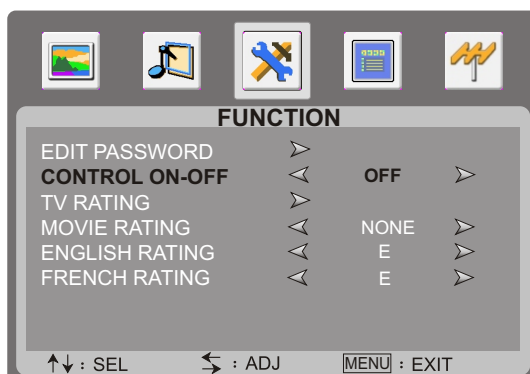 FUNCTION
EDIT PASSWORD
CONTROL ON-OFF OFF
TV RATING
MOVIE RATING NONE
ENGLISH RATING E
FRENCH RATING E
: SEL : ADJ MENU : EXIT